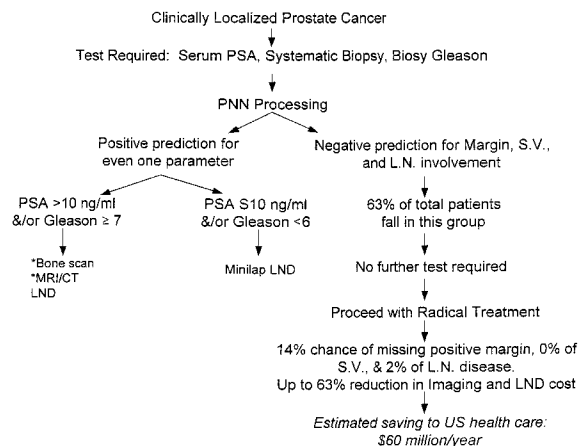 Clinically Localized Prostate Cancer
Test Required: Serum PSA, Systematic Biopsy, Biosy Gleason
PNN Processing
Positive prediction for
even one parameter
Negative prediction for Margin, S.V.,
and L.N. involvement
PSA >10 ng/ml
&/or Gleason ≥ 7
PSA S10 ng/ml
&/or Gleason <6
63% of total patients
fall in this group
*Bone scan
*MRI/CT
LND
Minilap LND
No further test required
Proceed with Radical Treatment
14% chance of missing positive margin, 0% of
S.V., & 2% of L.N. disease.
Up to 63% reduction in Imaging and LND cost
Estimated saving to US health care:
$60 million/year